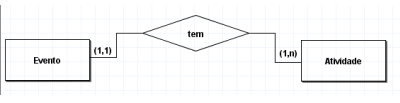 tem
Evento (1,1)
(1,n) Atividade